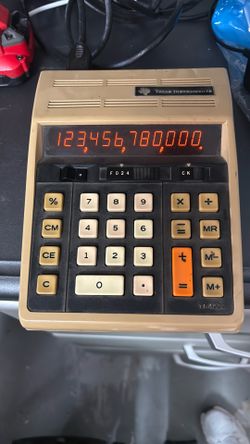 TEXAS INSTRUMENTS
123,456,780,000.
F 0 2 4 CK
% 7 8 9 × ÷
CM 4 5 6 − = MR
CE 1 2 3 + M−
C 0 . = M+